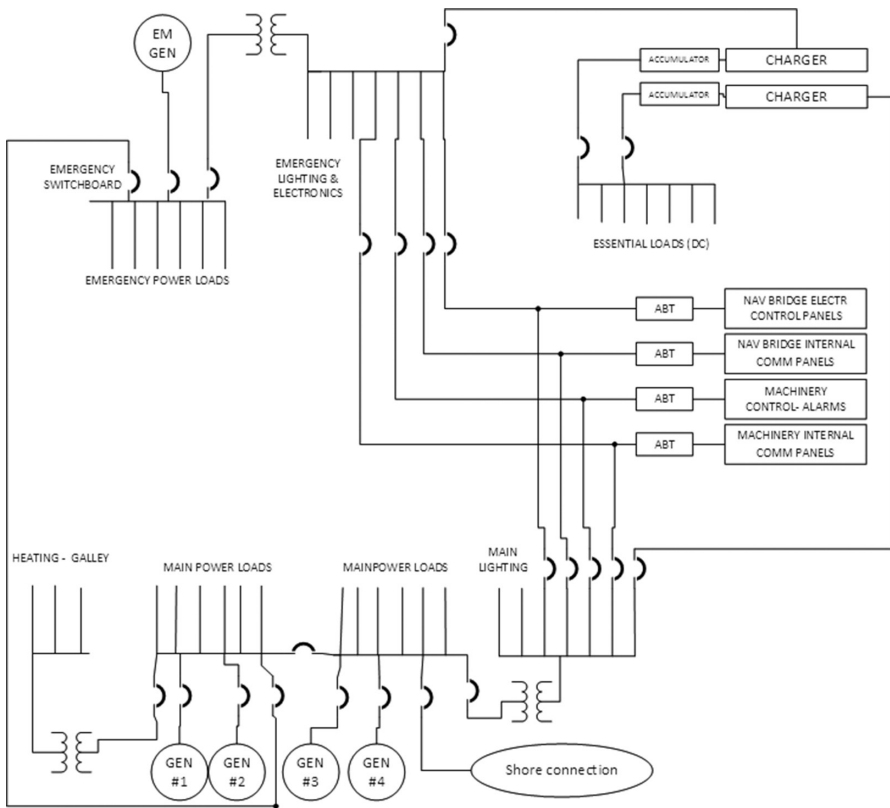 EM
GEN
ACCUMULATOR
CHARGER
ACCUMULATOR
CHARGER
EMERGENCY
SWITCHBOARD
EMERGENCY
LIGHTING &
ELECTRONICS
ESSENTIAL LOADS (DC)
EMERGENCY POWER LOADS
ABT
NAV BRIDGE ELECTR
CONTROL PANELS
ABT
NAV BRIDGE INTERNAL
COMM PANELS
ABT
MACHINERY
CONTROL- ALARMS
ABT
MACHINERY INTERNAL
COMM PANELS
HEATING - GALLEY
MAIN POWER LOADS
MAINPOWER LOADS
MAIN
LIGHTING
GEN
#1
GEN
#2
GEN
#3
GEN
#4
Shore connection